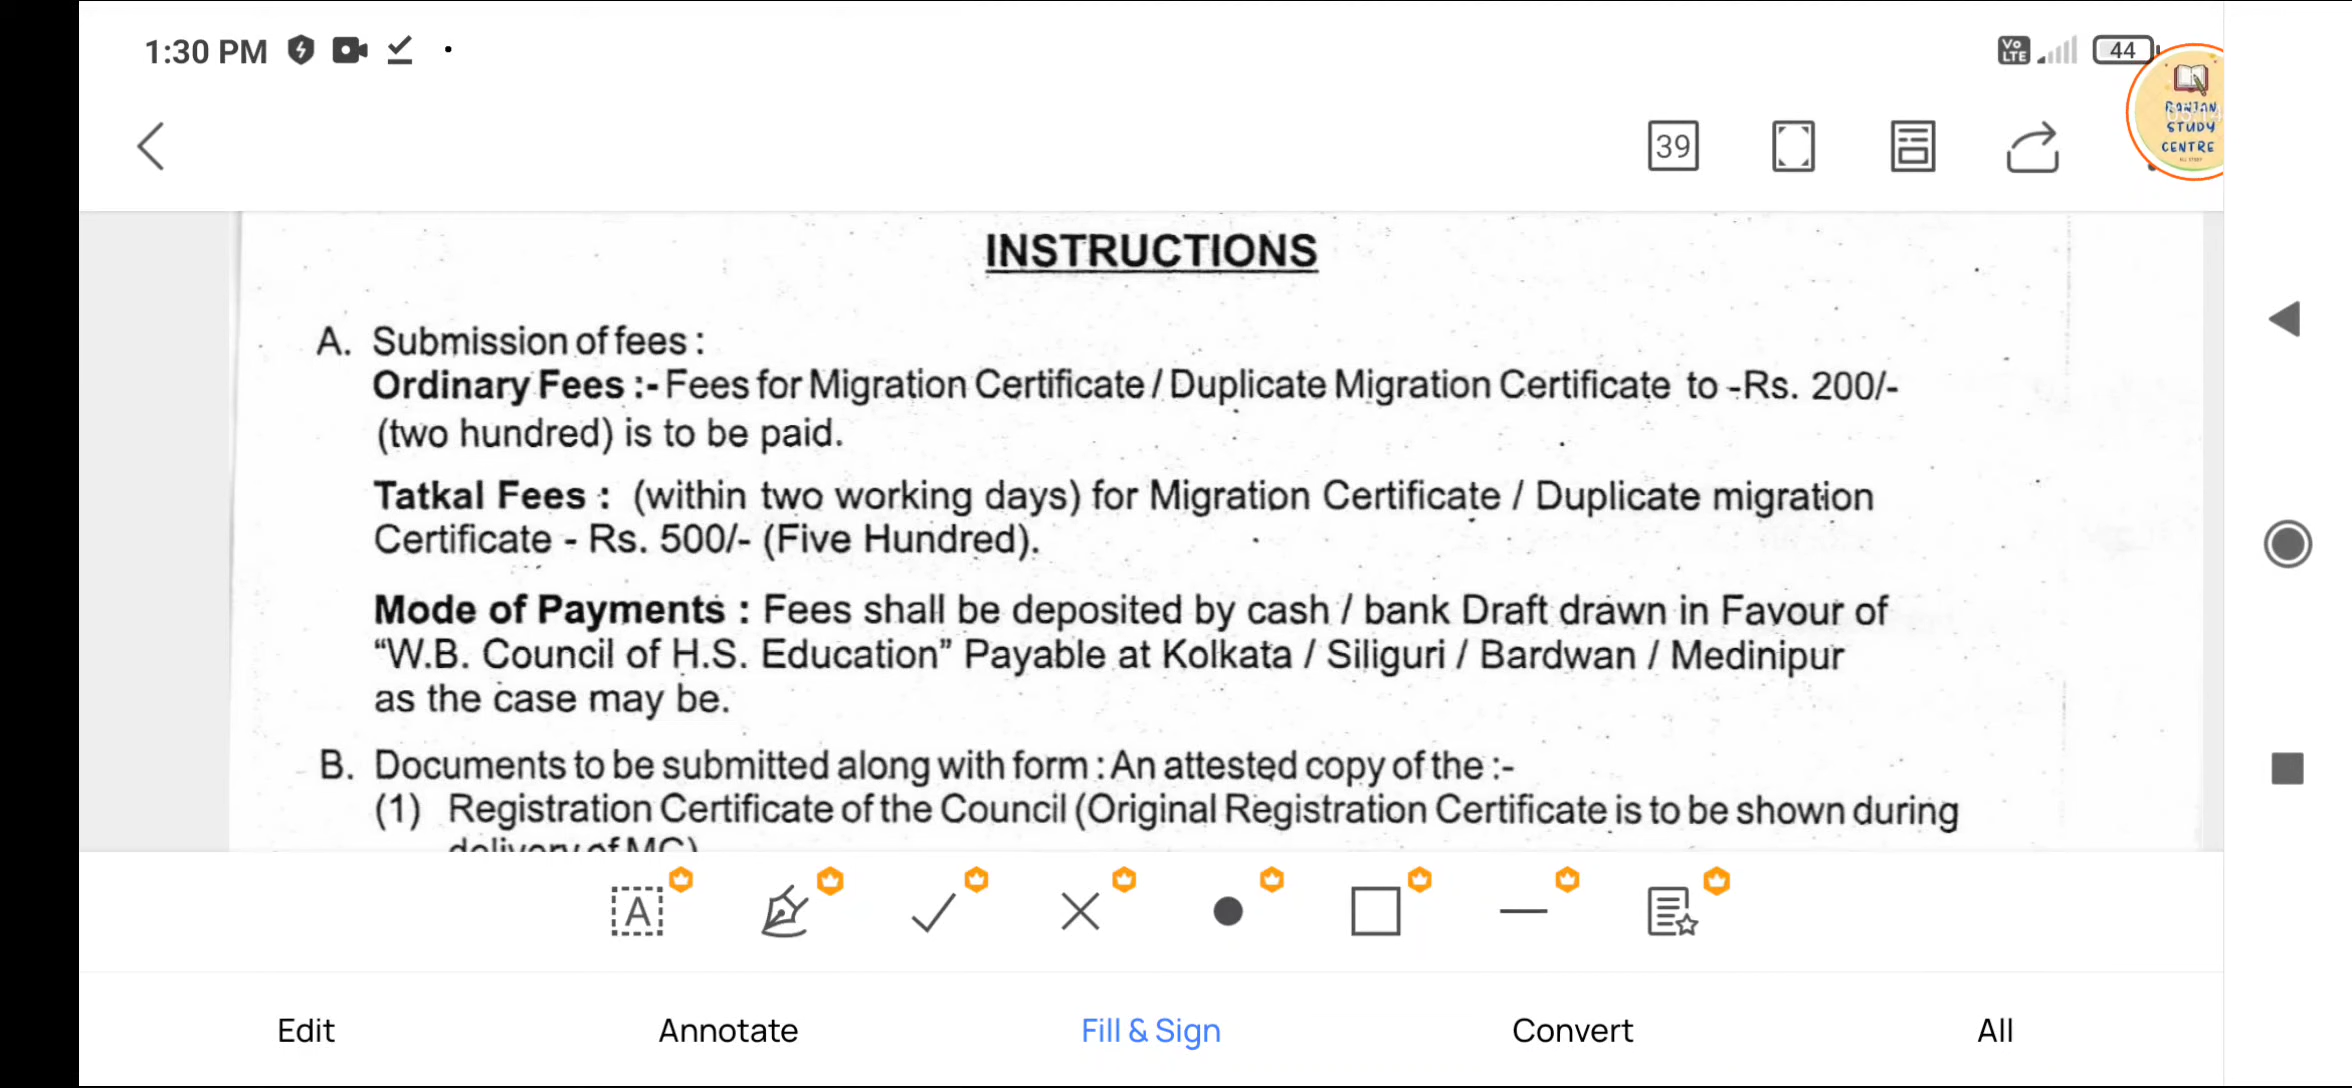 1:30 PM
Vo LTE 44
39
RANJAN
STUDY
CENTRE
INSTRUCTIONS
A. Submission of fees :
Ordinary Fees :- Fees for Migration Certificate / Duplicate Migration Certificate to -Rs. 200/-
(two hundred) is to be paid.
Tatkal Fees : (within two working days) for Migration Certificate / Duplicate migration
Certificate - Rs. 500/- (Five Hundred).
Mode of Payments : Fees shall be deposited by cash / bank Draft drawn in Favour of
“W.B. Council of H.S. Education” Payable at Kolkata / Siliguri / Bardwan / Medinipur
as the case may be.
B. Documents to be submitted along with form : An attested copy of the :-
(1) Registration Certificate of the Council (Original Registration Certificate is to be shown during
delivery of MC)
A
Edit Annotate Fill & Sign Convert All